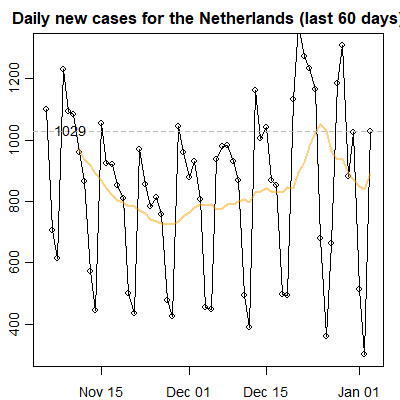 Daily new cases for the Netherlands (last 60 days)
1200
1029
1000
800
600
400
Nov 15
Dec 01
Dec 15
Jan 01